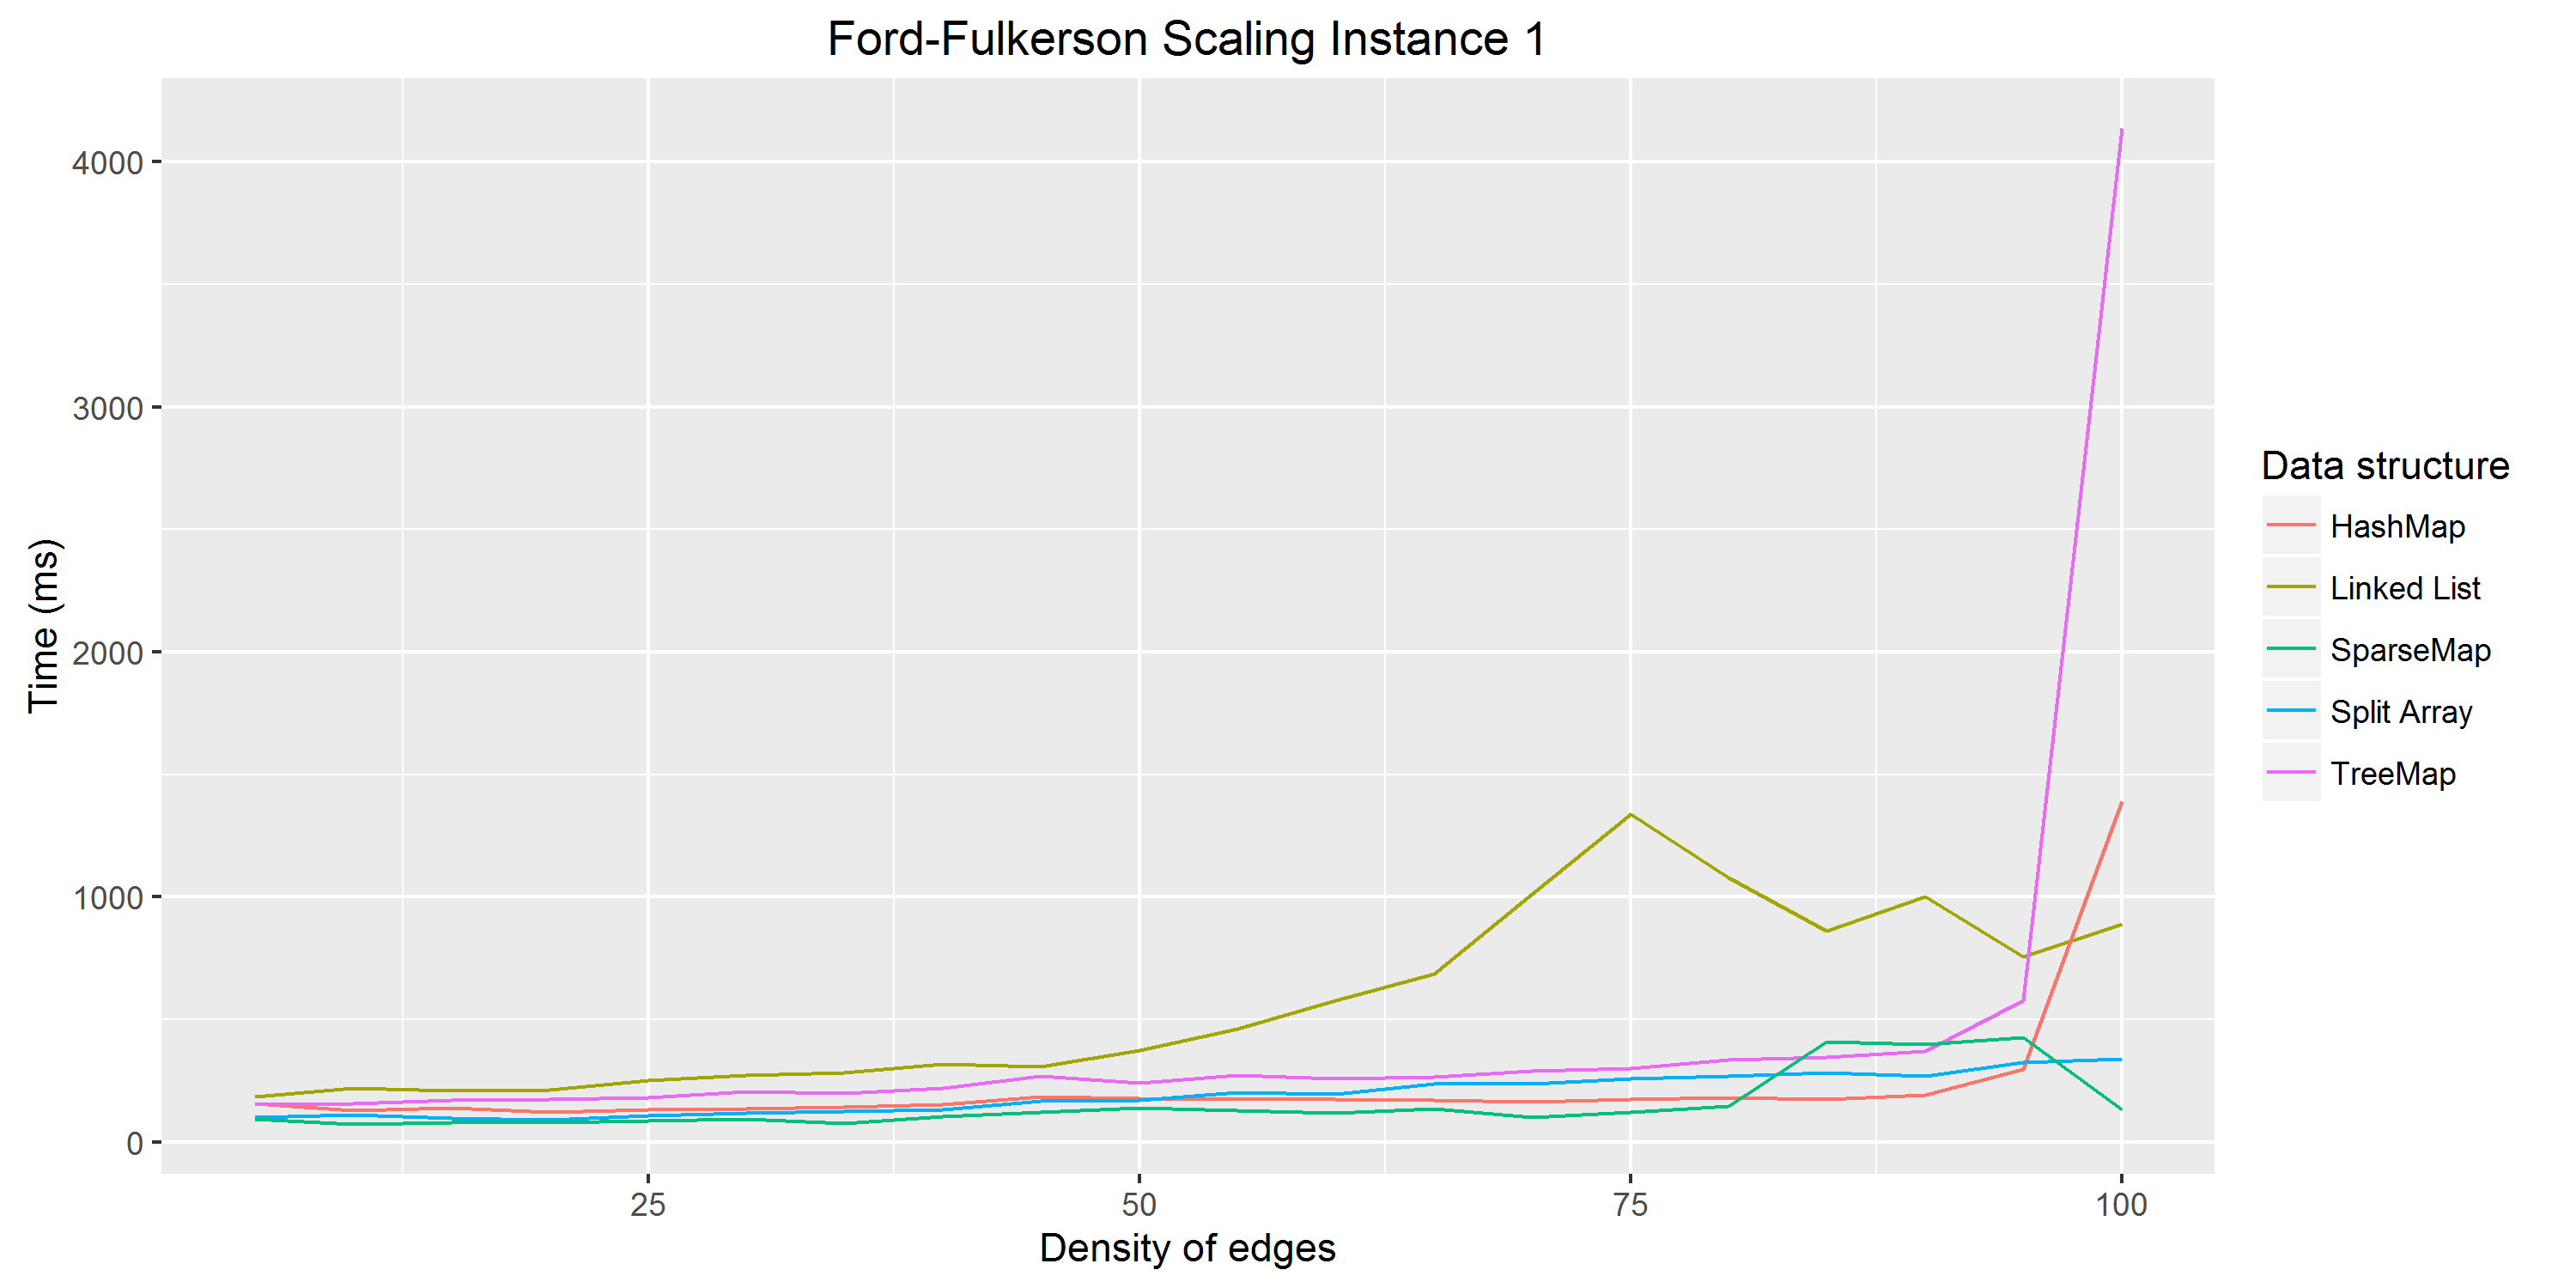 Ford-Fulkerson Scaling Instance 1
Time (ms)
4000
3000
2000
1000
0
25 50 75 100
Density of edges
Data structure
HashMap
Linked List
SparseMap
Split Array
TreeMap